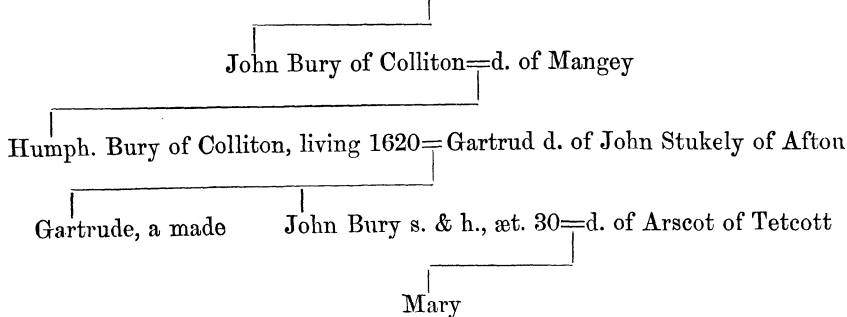 John Bury of Colliton=d. of Mangey
Humph. Bury of Colliton, living 1620=Gartrud d. of John Stukely of Afton
Gartrude, a made John Bury s. & h., æt. 30=d. of Arscot of Tetcott
Mary